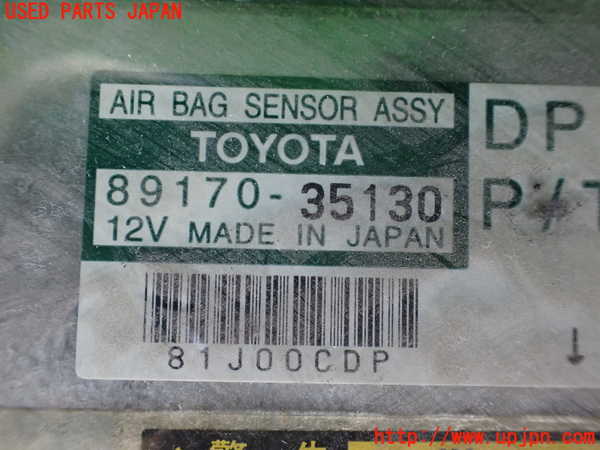 USED PARTS JAPAN
AIR BAG SENSOR ASSY
DP
TOYOTA
89170-35130
P/T
12V MADE IN JAPAN
81J00CDP
↓
http://www.upjpn.com